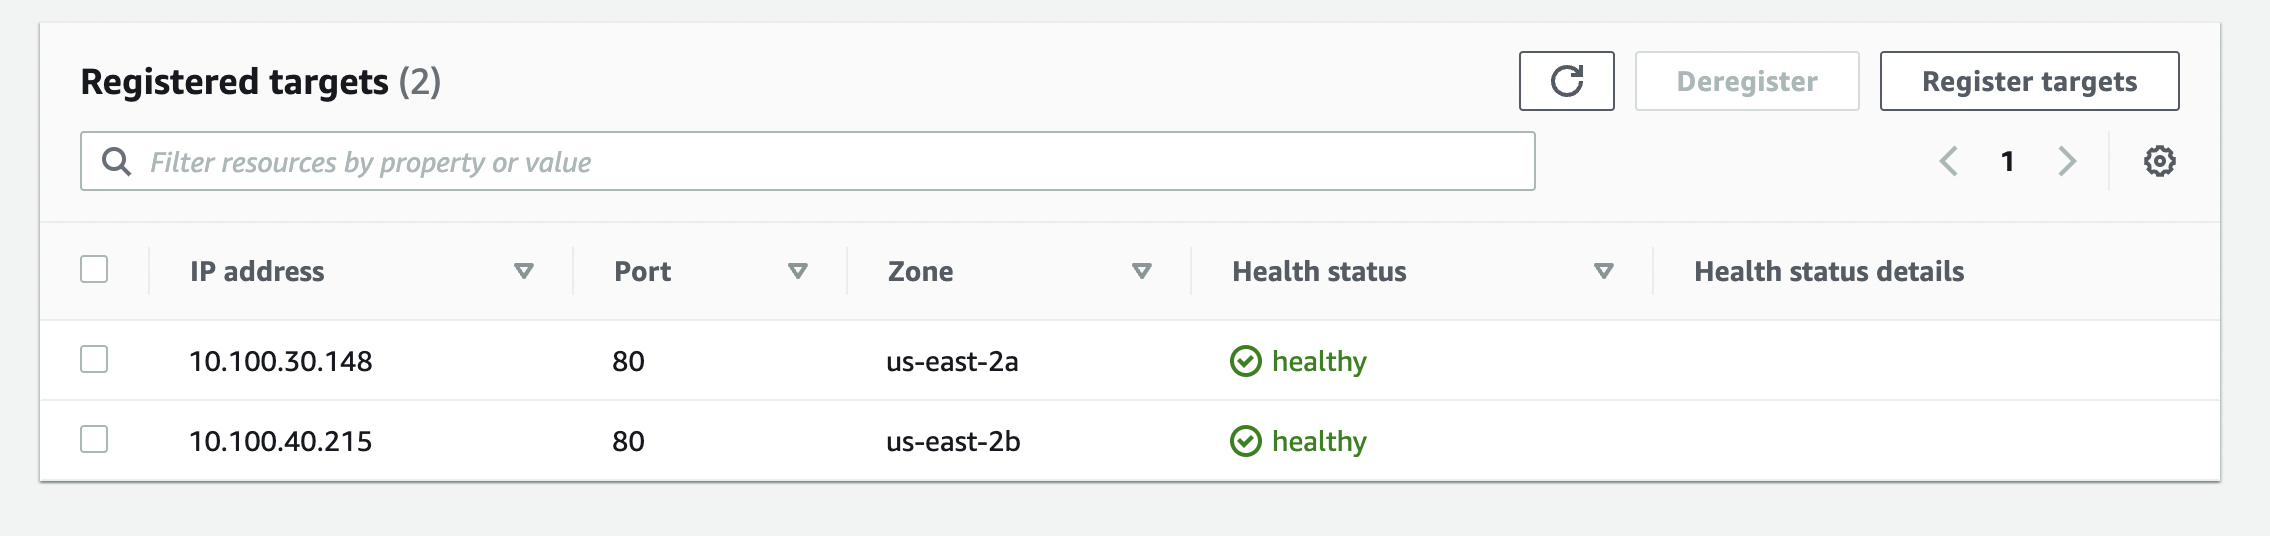 Registered targets (2)
Deregister
Register targets
Filter resources by property or value
1
IP address Port Zone Health status Health status details
10.100.30.148 80 us-east-2a healthy
10.100.40.215 80 us-east-2b healthy